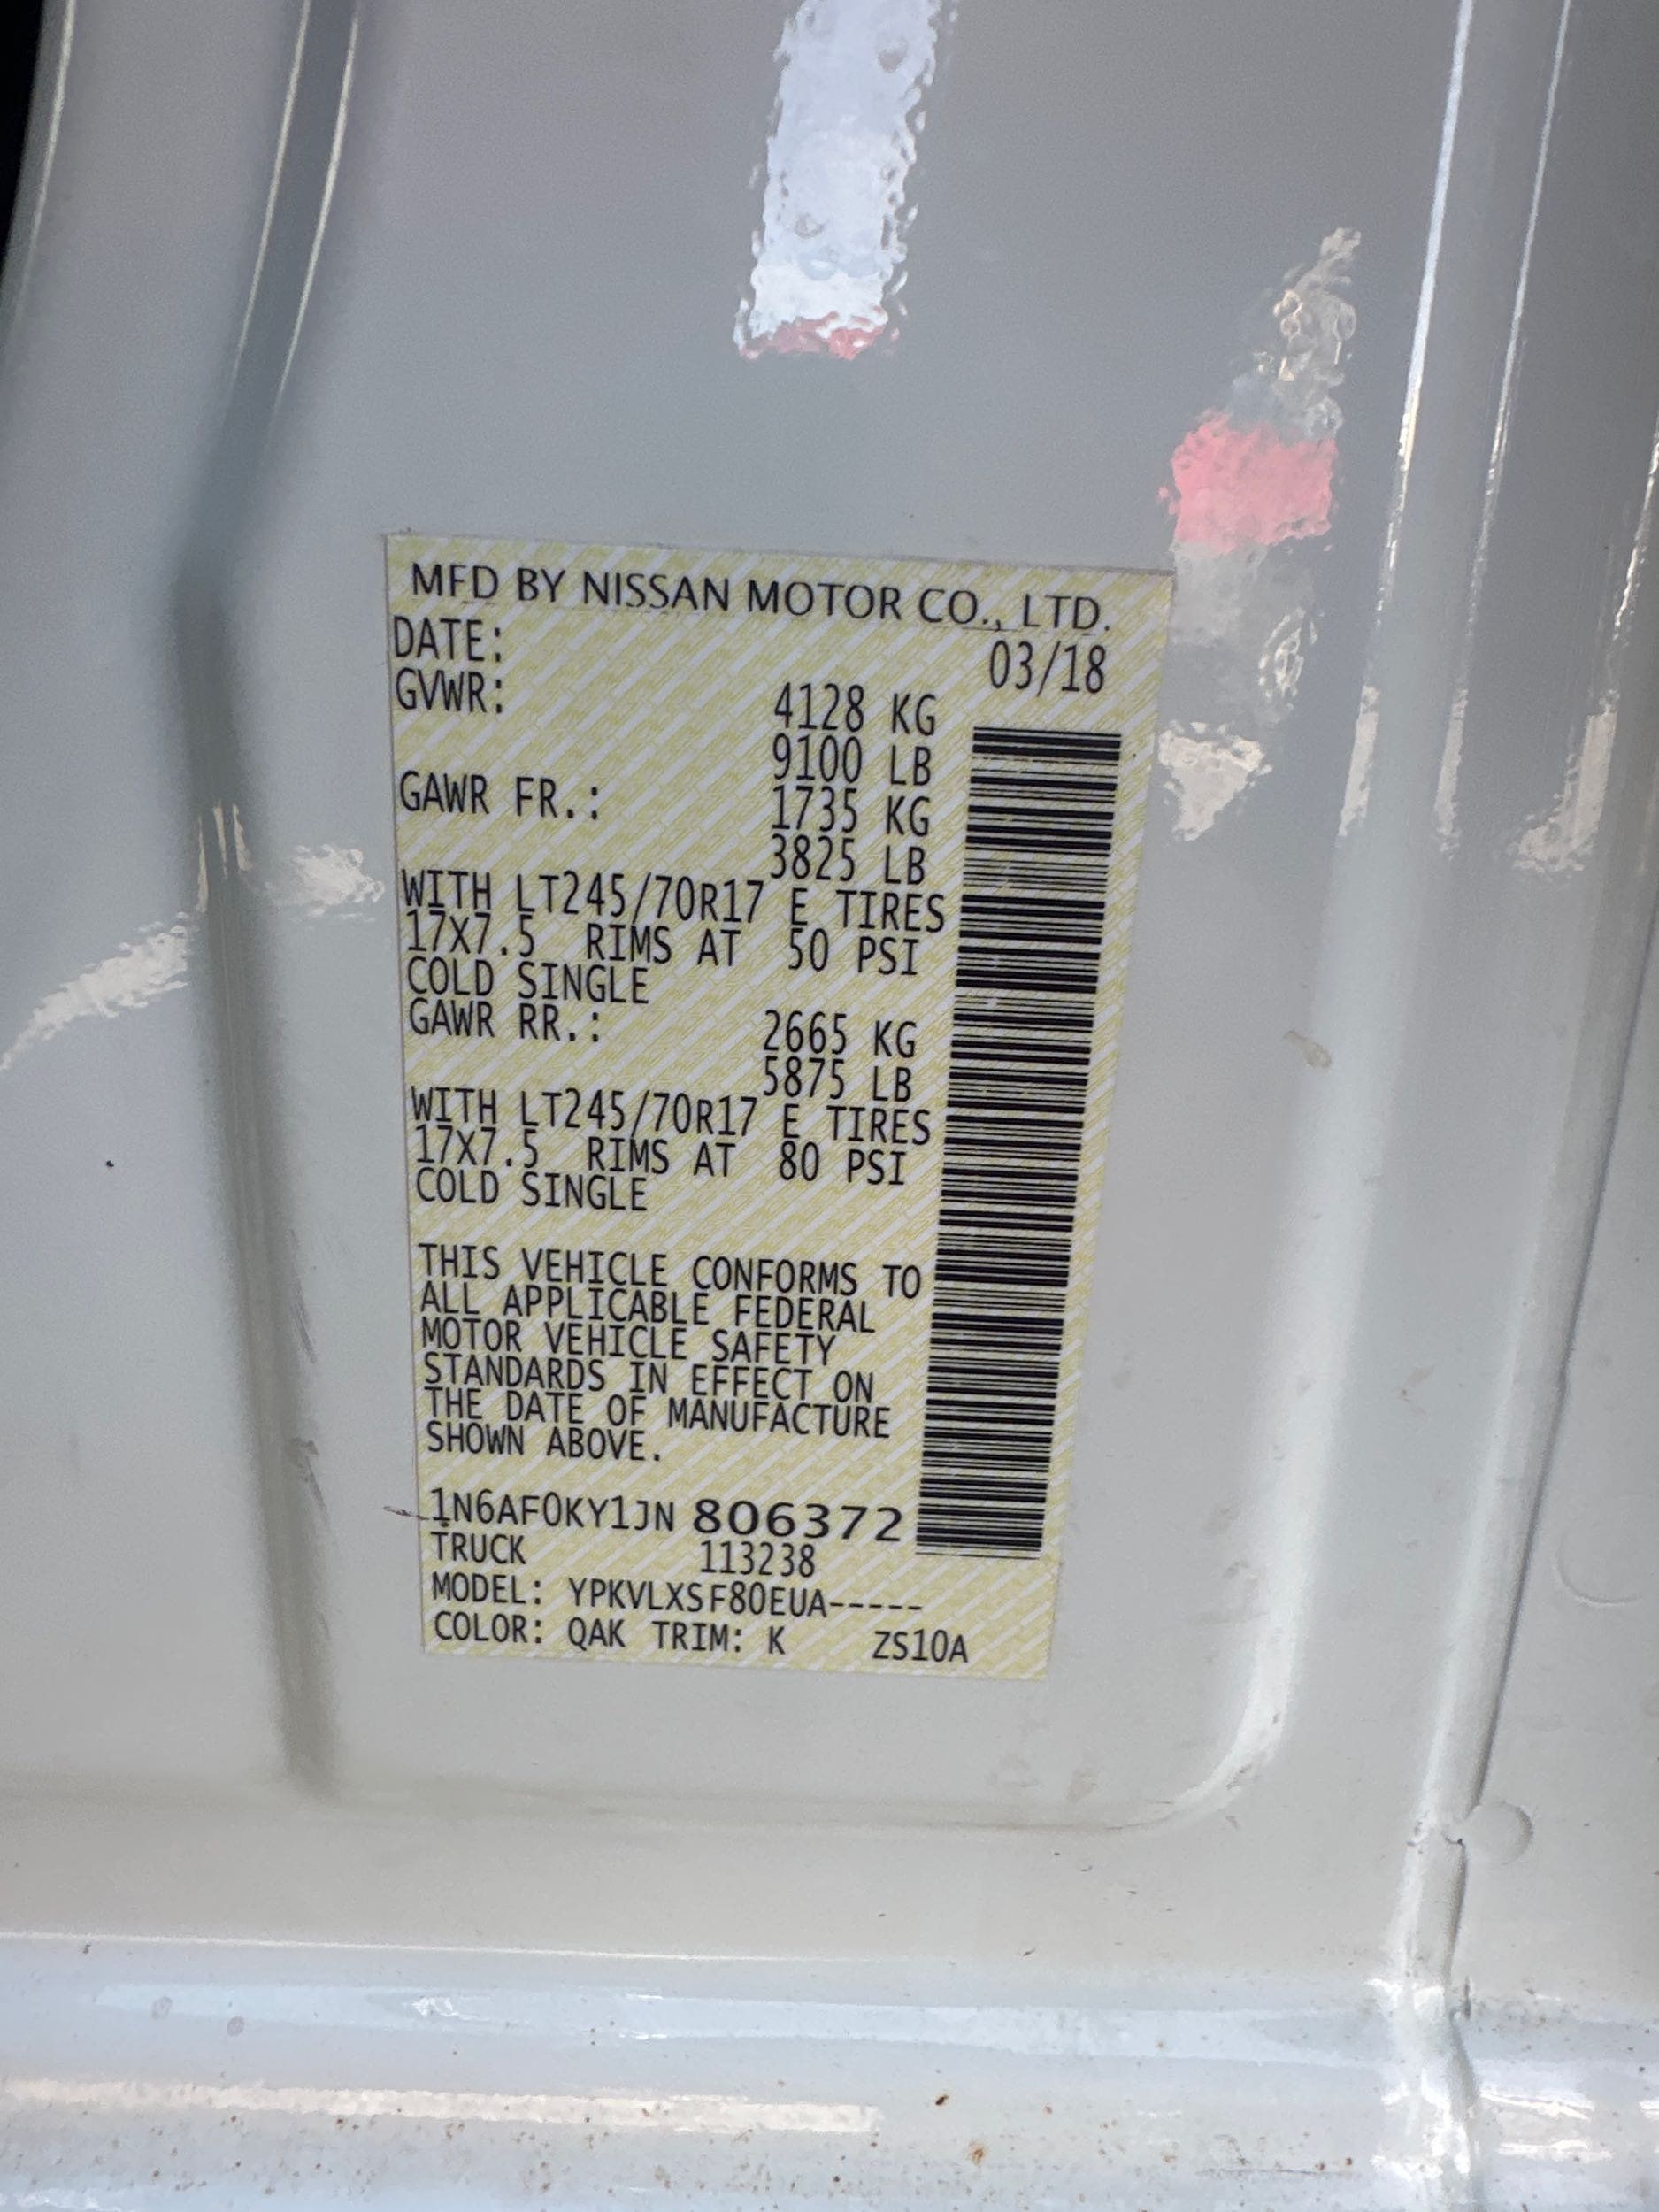 MFD BY NISSAN MOTOR CO., LTD.
DATE: 03/18
GVWR: 4128 KG
9100 LB
GAWR FR.: 1735 KG
3825 LB
WITH LT245/70R17 E TIRES
17X7.5 RIMS AT 50 PSI
COLD SINGLE
GAWR RR.: 2665 KG
5875 LB
WITH LT245/70R17 E TIRES
17X7.5 RIMS AT 80 PSI
COLD SINGLE
THIS VEHICLE CONFORMS TO
ALL APPLICABLE FEDERAL
MOTOR VEHICLE SAFETY
STANDARDS IN EFFECT ON
THE DATE OF MANUFACTURE
SHOWN ABOVE.
1N6AF0KY1JN 806372
TRUCK 113238
MODEL: YPKVLXSF80EUA-----
COLOR: QAK TRIM: K ZS10A